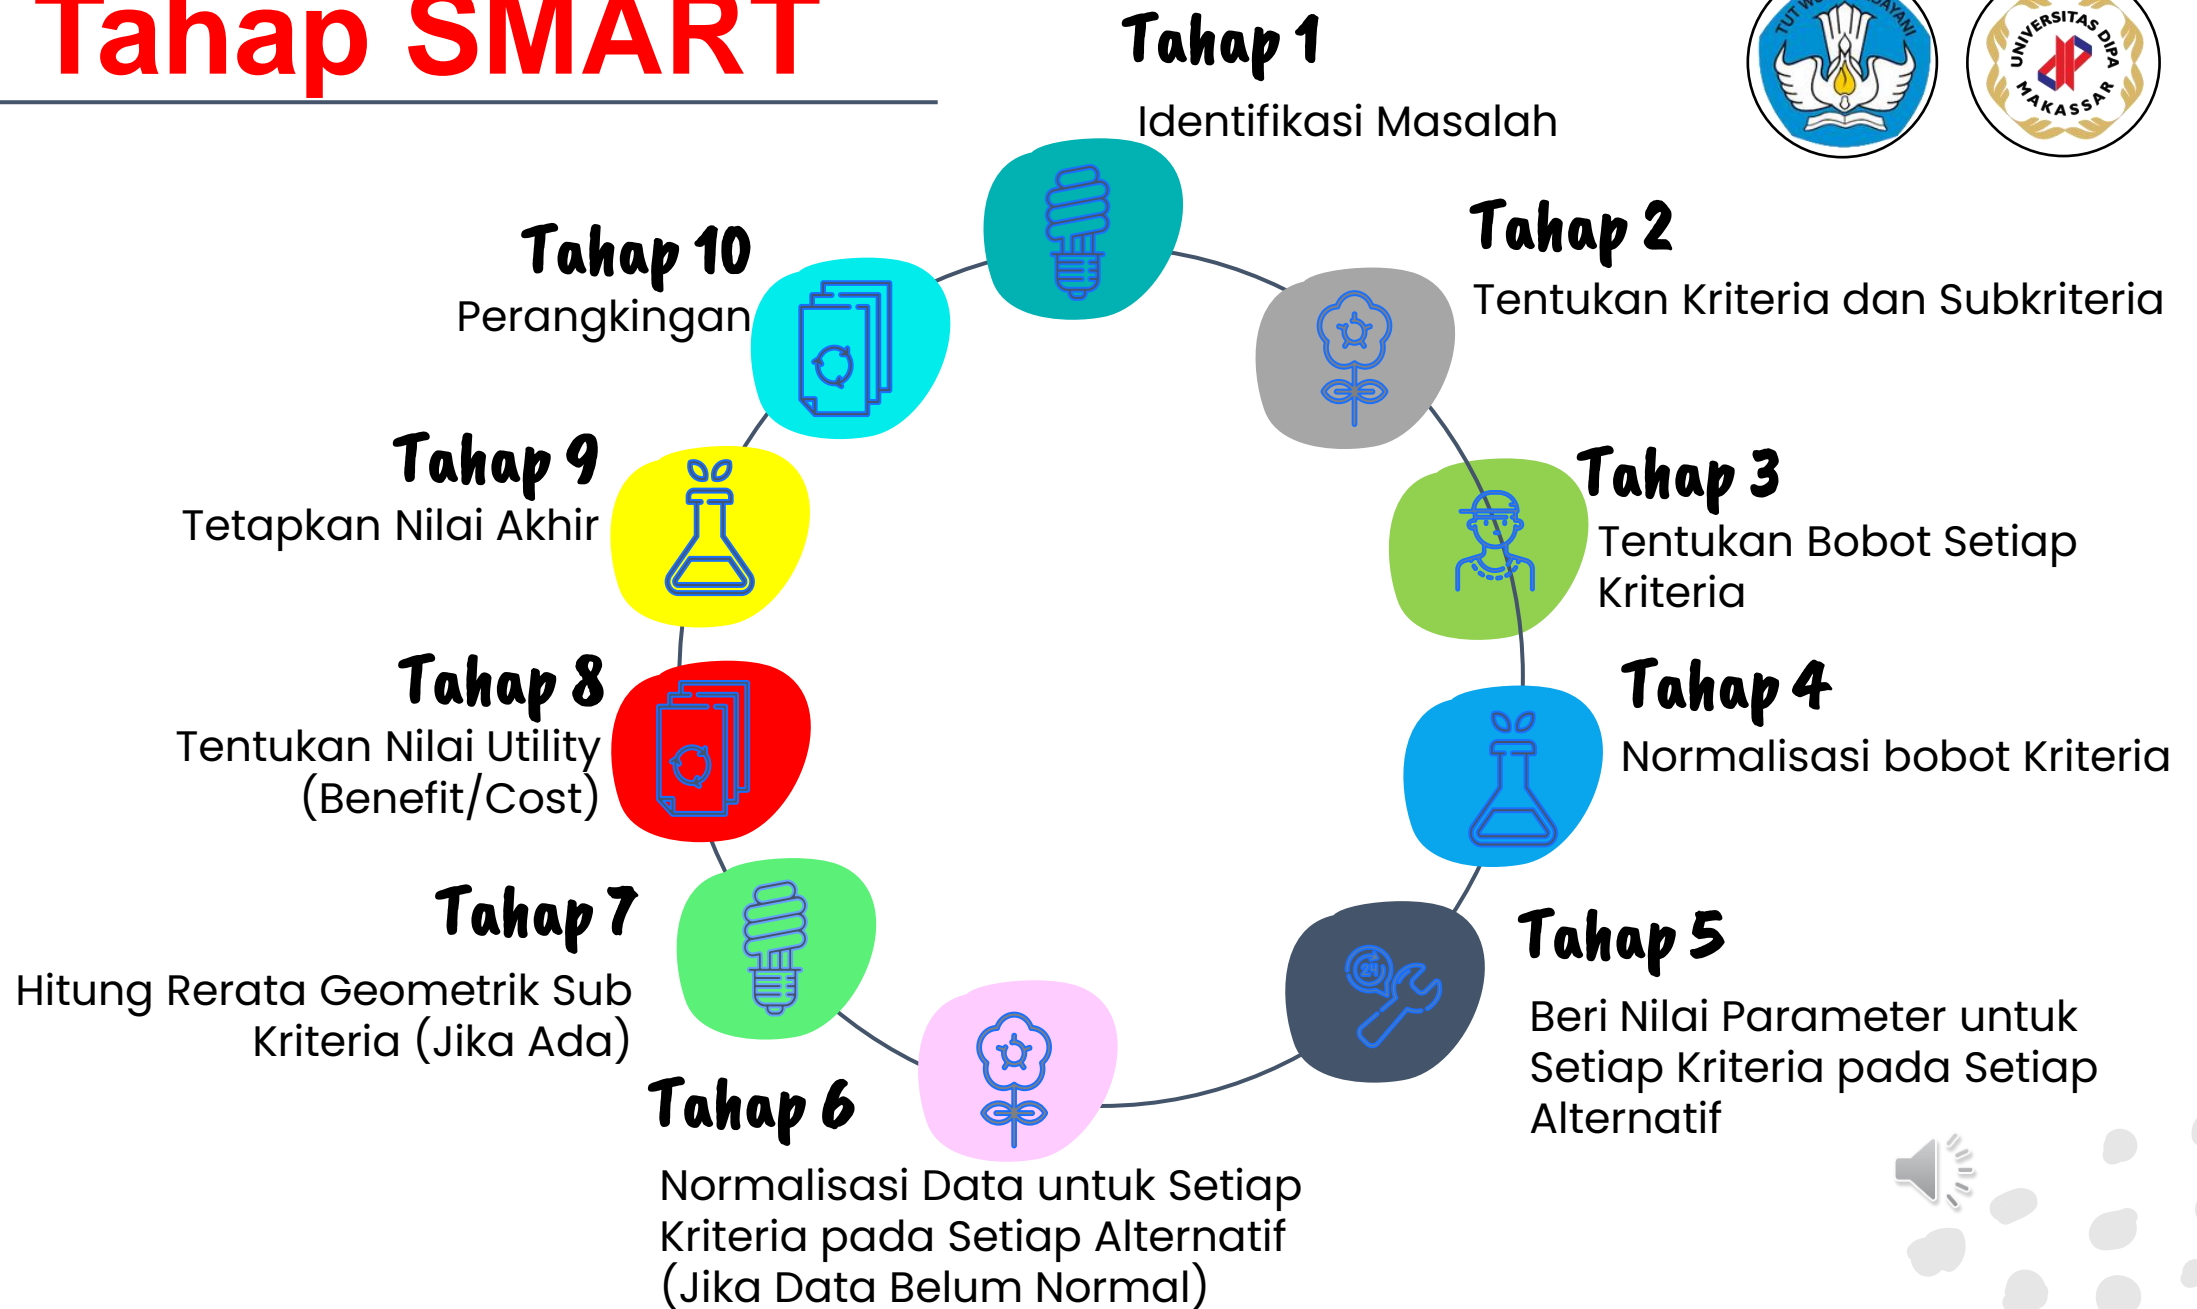 Tahap SMART
Tahap 1
Identifikasi Masalah
Tahap 2
Tentukan Kriteria dan Subkriteria
Tahap 3
Tentukan Bobot Setiap
Kriteria
Tahap 4
Normalisasi bobot Kriteria
Tahap 5
Beri Nilai Parameter untuk
Setiap Kriteria pada Setiap
Alternatif
Tahap 6
Normalisasi Data untuk Setiap
Kriteria pada Setiap Alternatif
(Jika Data Belum Normal)
Tahap 7
Hitung Rerata Geometrik Sub
Kriteria (Jika Ada)
Tahap 8
Tentukan Nilai Utility
(Benefit/Cost)
Tahap 9
Tetapkan Nilai Akhir
Tahap 10
Perangkingan
TUT
UNIVERSITAS DIPA
MAKASSAR
24